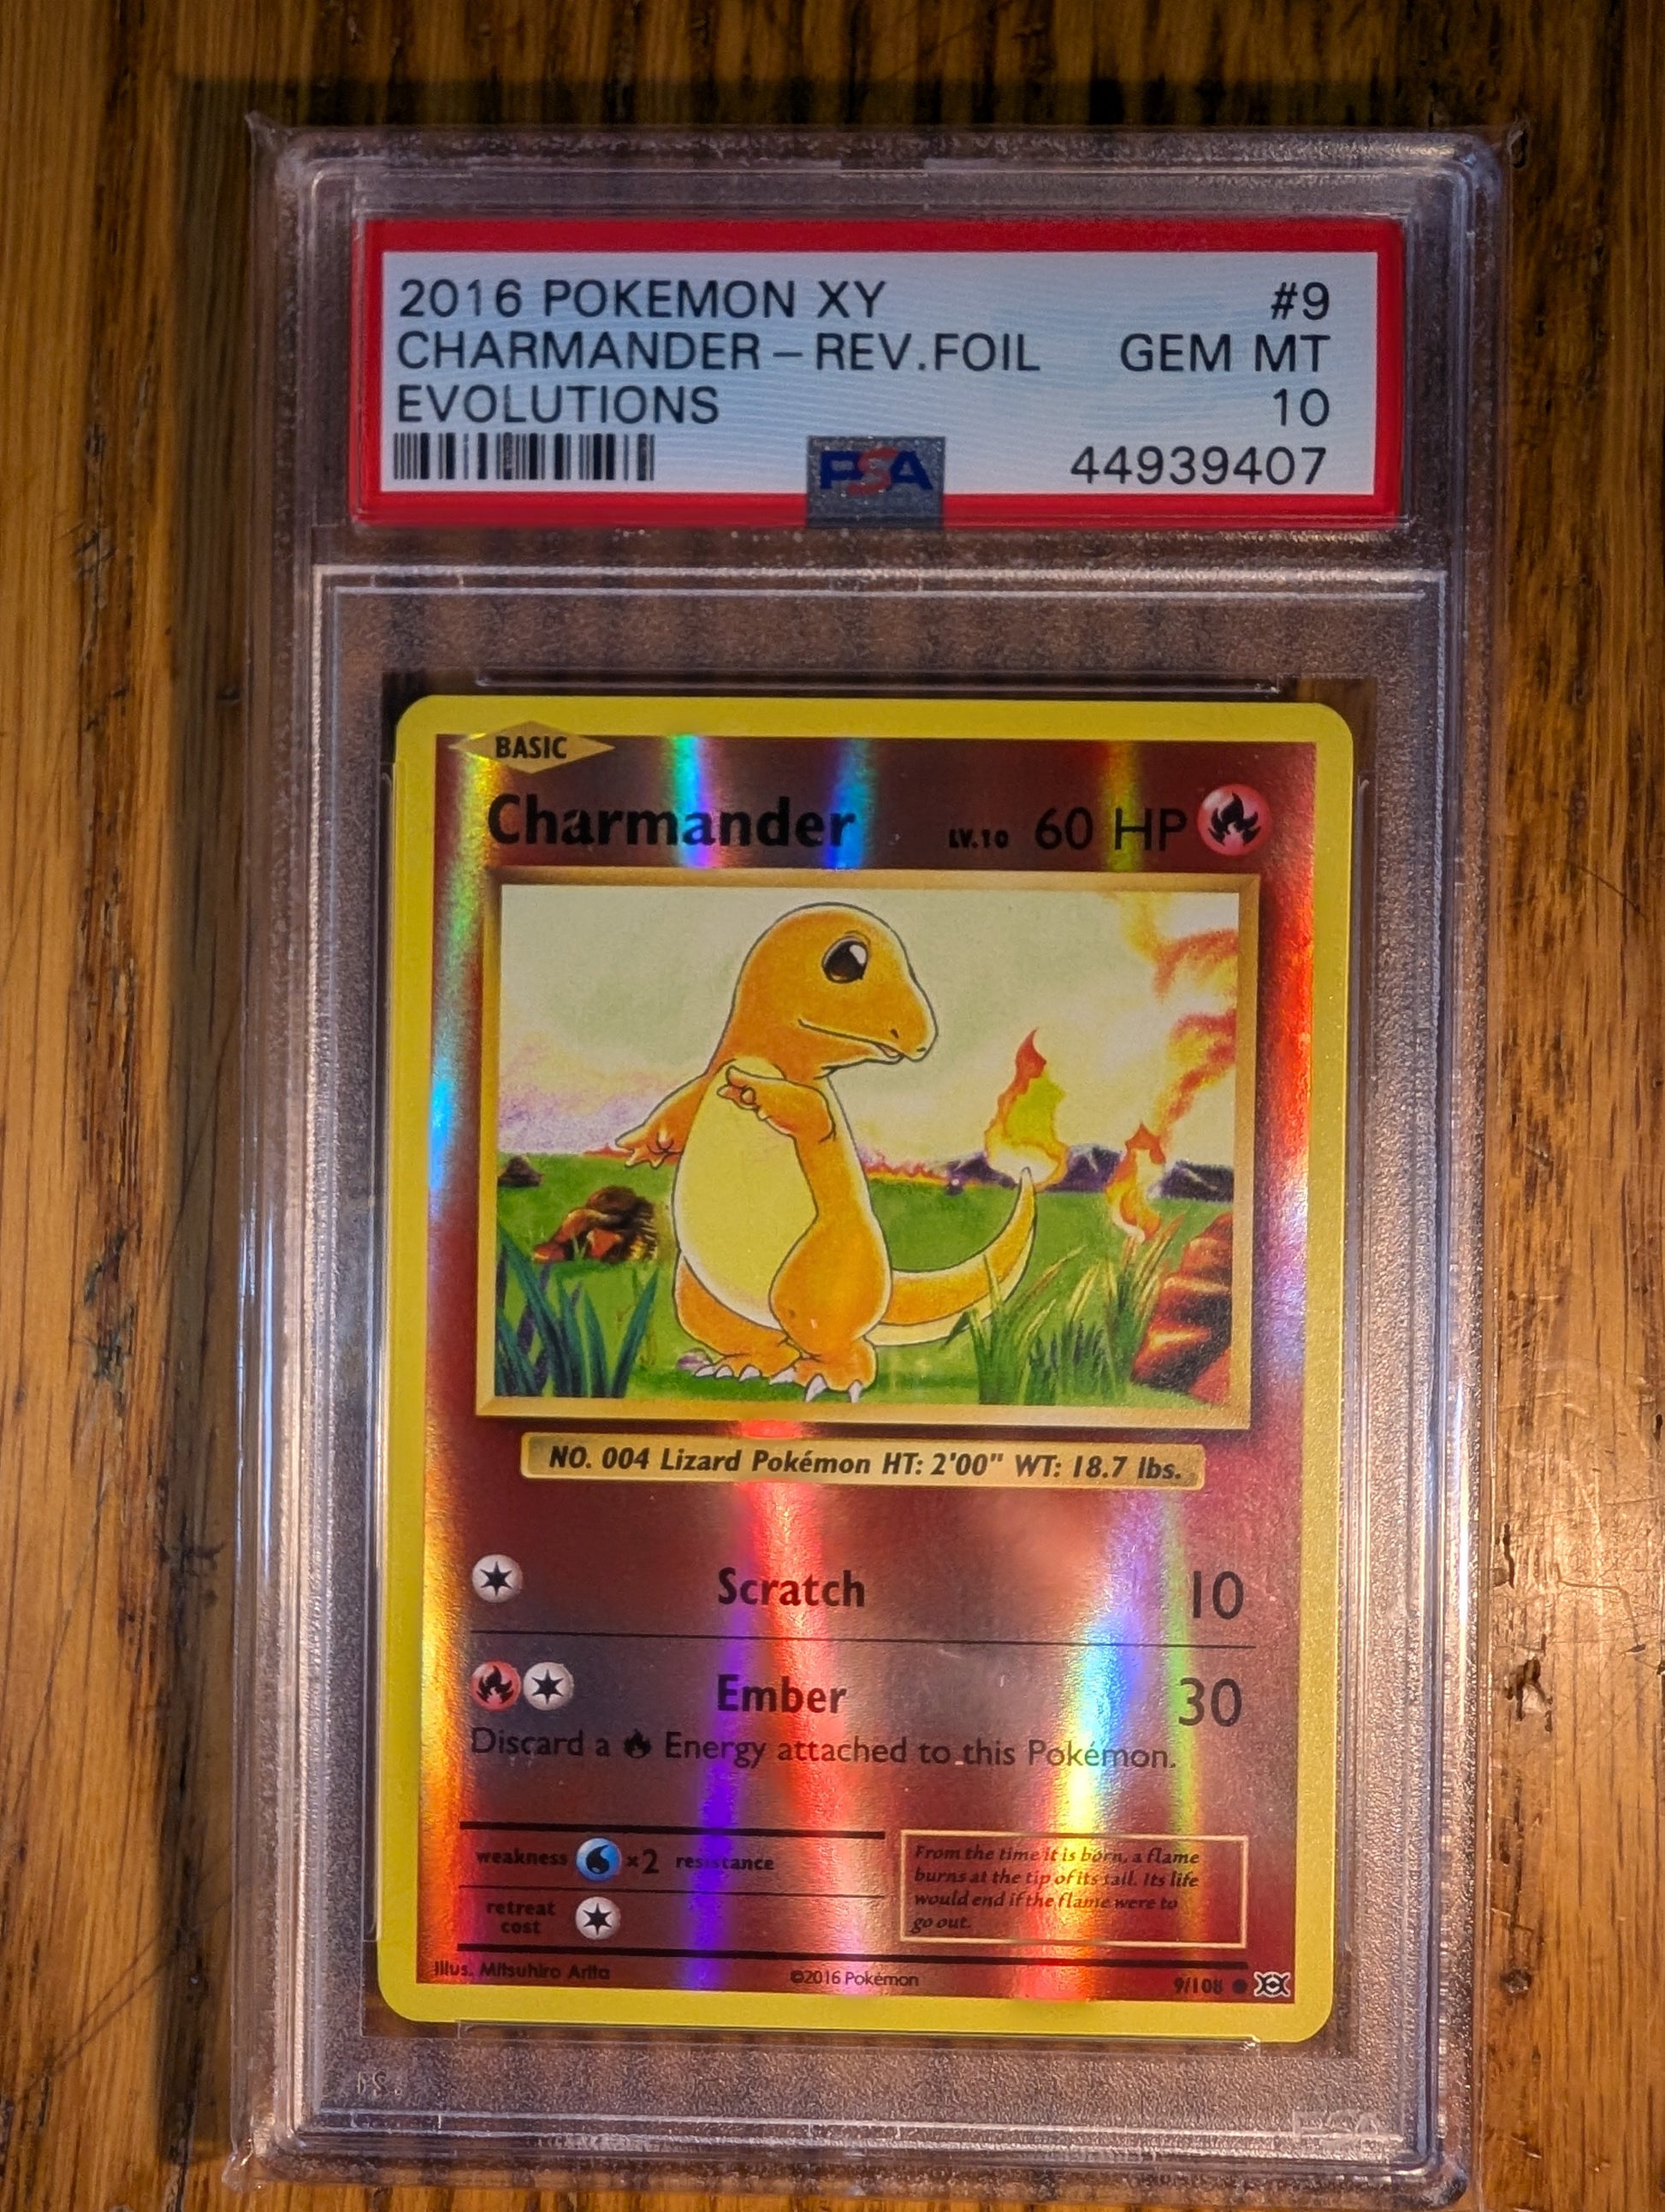 2016 POKEMON XY #9
CHARMANDER – REV.FOIL GEM MT
EVOLUTIONS 10
PSA 44939407
BASIC
Charmander LV.10 60 HP
NO. 004 Lizard Pokémon HT: 2'00" WT: 18.7 lbs.
Scratch 10
Ember 30
Discard a Energy attached to this Pokémon.
weakness ×2 resistance
retreat
cost
From the time it is born, a flame
burns at the tip of its tail. Its life
would end if the flame were to
go out.
Illus. Mitsuhiro Arita ©2016 Pokémon 9/108
PSA